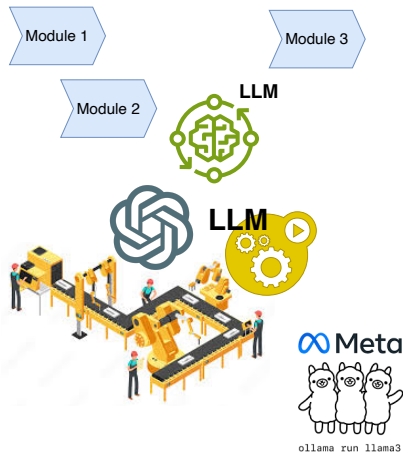 Module 1
Module 3
Module 2
LLM
LLM
Meta
ollama run llama3